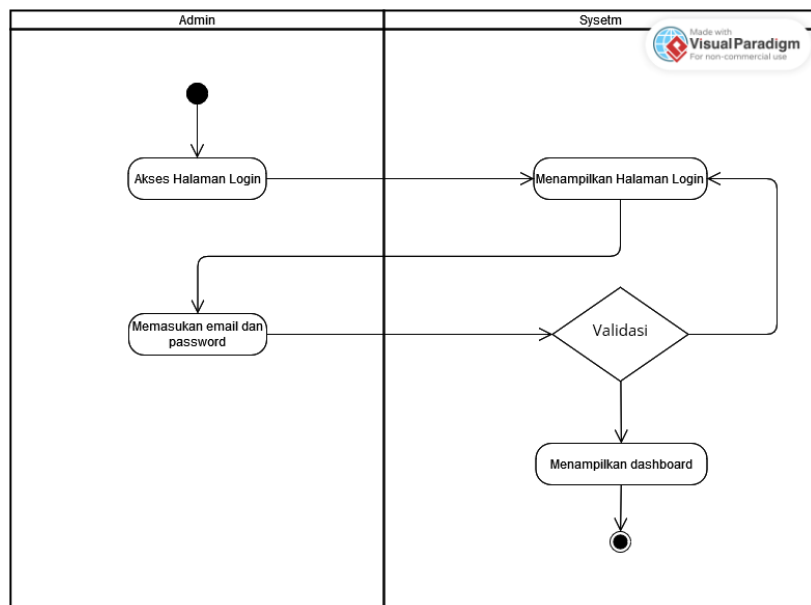 Admin
Sysetm
Made with
Visual Paradigm
For non-commercial use
Akses Halaman Login
Menampilkan Halaman Login
Memasukan email dan
password
Validasi
Menampilkan dashboard